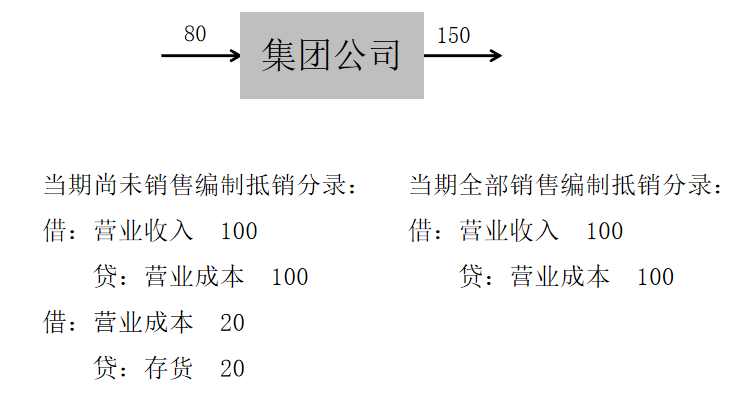 80
集团公司
150
当期尚未销售编制抵销分录：
借：营业收入 100
贷：营业成本 100
借：营业成本 20
贷：存货 20
当期全部销售编制抵销分录：
借：营业收入 100
贷：营业成本 100